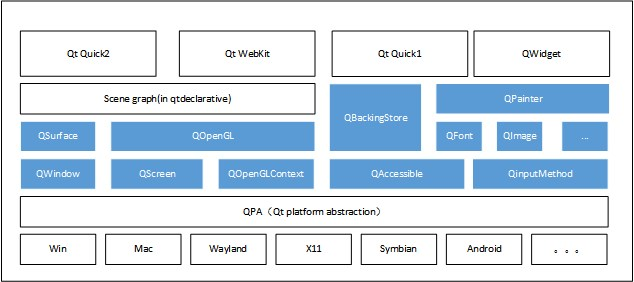 Qt Quick2
Qt WebKit
Qt Quick1
QWidget
Scene graph(in qtdeclarative)
QBackingStore
QPainter
QSurface
QOpenGL
QFont
QImage
...
QWindow
QScreen
QOpenGLContext
QAccessible
QinputMethod
QPA（Qt platform abstraction）
Win
Mac
Wayland
X11
Symbian
Android
。。。